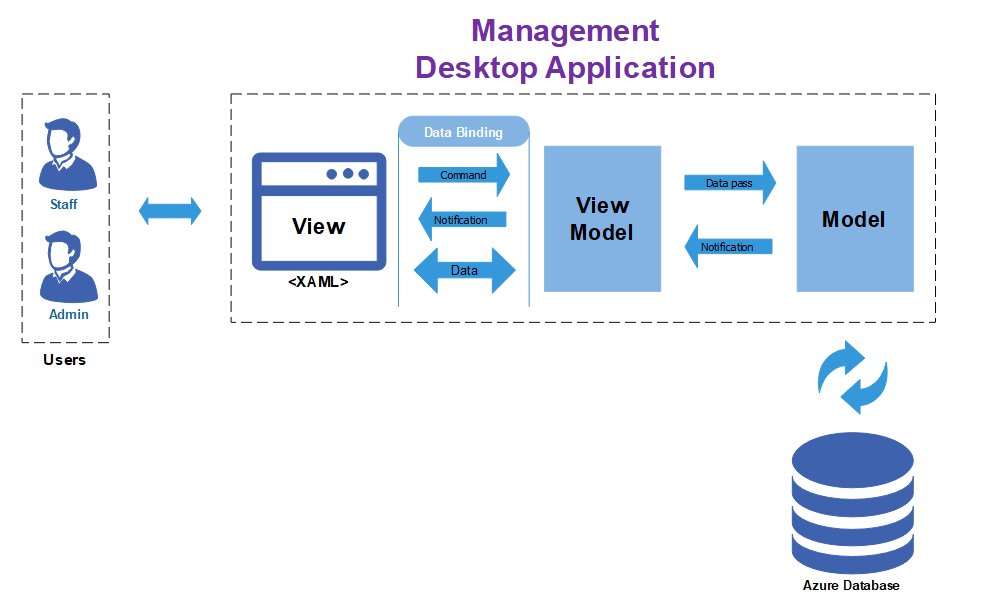 Management
Desktop Application
Staff
Admin
Users
View
<XAML>
Data Binding
Command
Notification
Data
View
Model
Data pass
Notification
Model
Azure Database